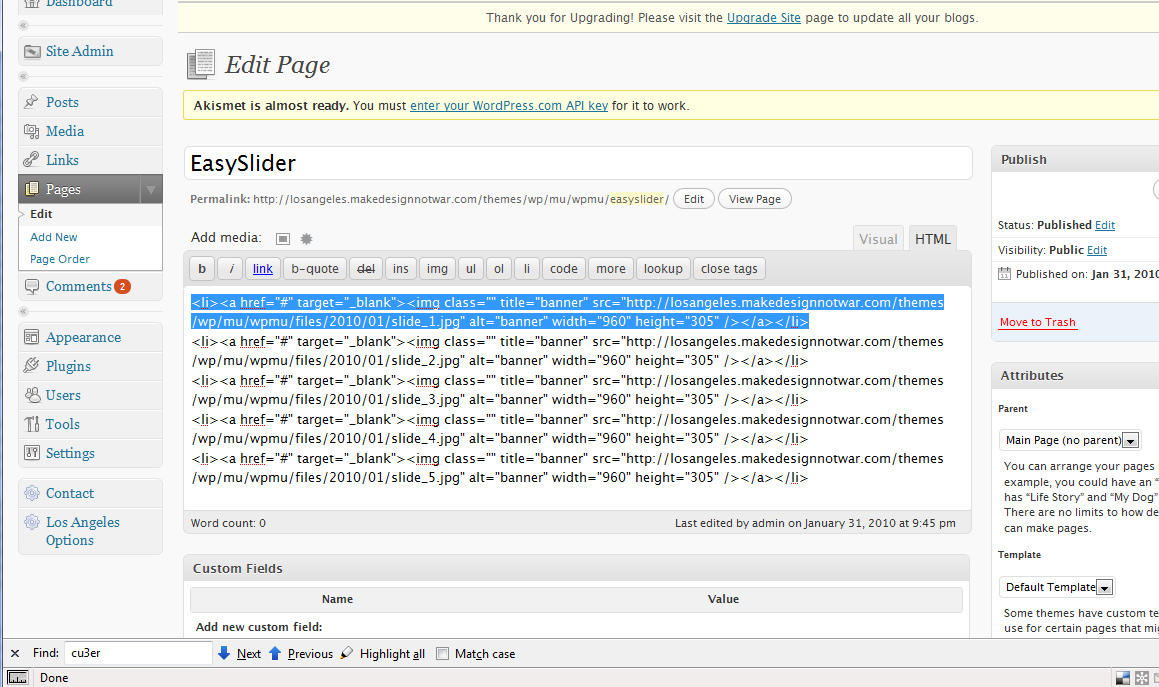 Dashboard
Site Admin
Posts
Media
Links
Pages
Edit
Add New
Page Order
Comments 2
Appearance
Plugins
Users
Tools
Settings
Contact
Los Angeles
Options
Thank you for Upgrading! Please visit the Upgrade Site page to update all your blogs.
Edit Page
Akismet is almost ready. You must enter your WordPress.com API key for it to work.
EasySlider
Permalink: http://losangeles.makedesignnotwar.com/themes/wp/mu/wpmu/easyslider/ Edit View Page
Add media: Visual HTML
b i link b-quote del ins img ul ol li code more lookup close tags
<li><a href="#" target="_blank"><img class="" title="banner" src="http://losangeles.makedesignnotwar.com/themes
/wp/mu/wpmu/files/2010/01/slide_1.jpg" alt="banner" width="960" height="305" /></a></li>
<li><a href="#" target="_blank"><img class="" title="banner" src="http://losangeles.makedesignnotwar.com/themes
/wp/mu/wpmu/files/2010/01/slide_2.jpg" alt="banner" width="960" height="305" /></a></li>
<li><a href="#" target="_blank"><img class="" title="banner" src="http://losangeles.makedesignnotwar.com/themes
/wp/mu/wpmu/files/2010/01/slide_3.jpg" alt="banner" width="960" height="305" /></a></li>
<li><a href="#" target="_blank"><img class="" title="banner" src="http://losangeles.makedesignnotwar.com/themes
/wp/mu/wpmu/files/2010/01/slide_4.jpg" alt="banner" width="960" height="305" /></a></li>
<li><a href="#" target="_blank"><img class="" title="banner" src="http://losangeles.makedesignnotwar.com/themes
/wp/mu/wpmu/files/2010/01/slide_5.jpg" alt="banner" width="960" height="305" /></a></li>
Word count: 0 Last edited by admin on January 31, 2010 at 9:45 pm
Custom Fields
Name Value
Add new custom field:
Publish
Status: Published Edit
Visibility: Public Edit
Published on: Jan 31, 2010
Move to Trash
Attributes
Parent
Main Page (no parent)
You can arrange your pages
example, you could have an "
has "Life Story" and "My Dog"
There are no limits to how de
can make pages.
Template
Default Template
Some themes have custom te
use for certain pages that mig
× Find: cu3er Next Previous Highlight all Match case
Done